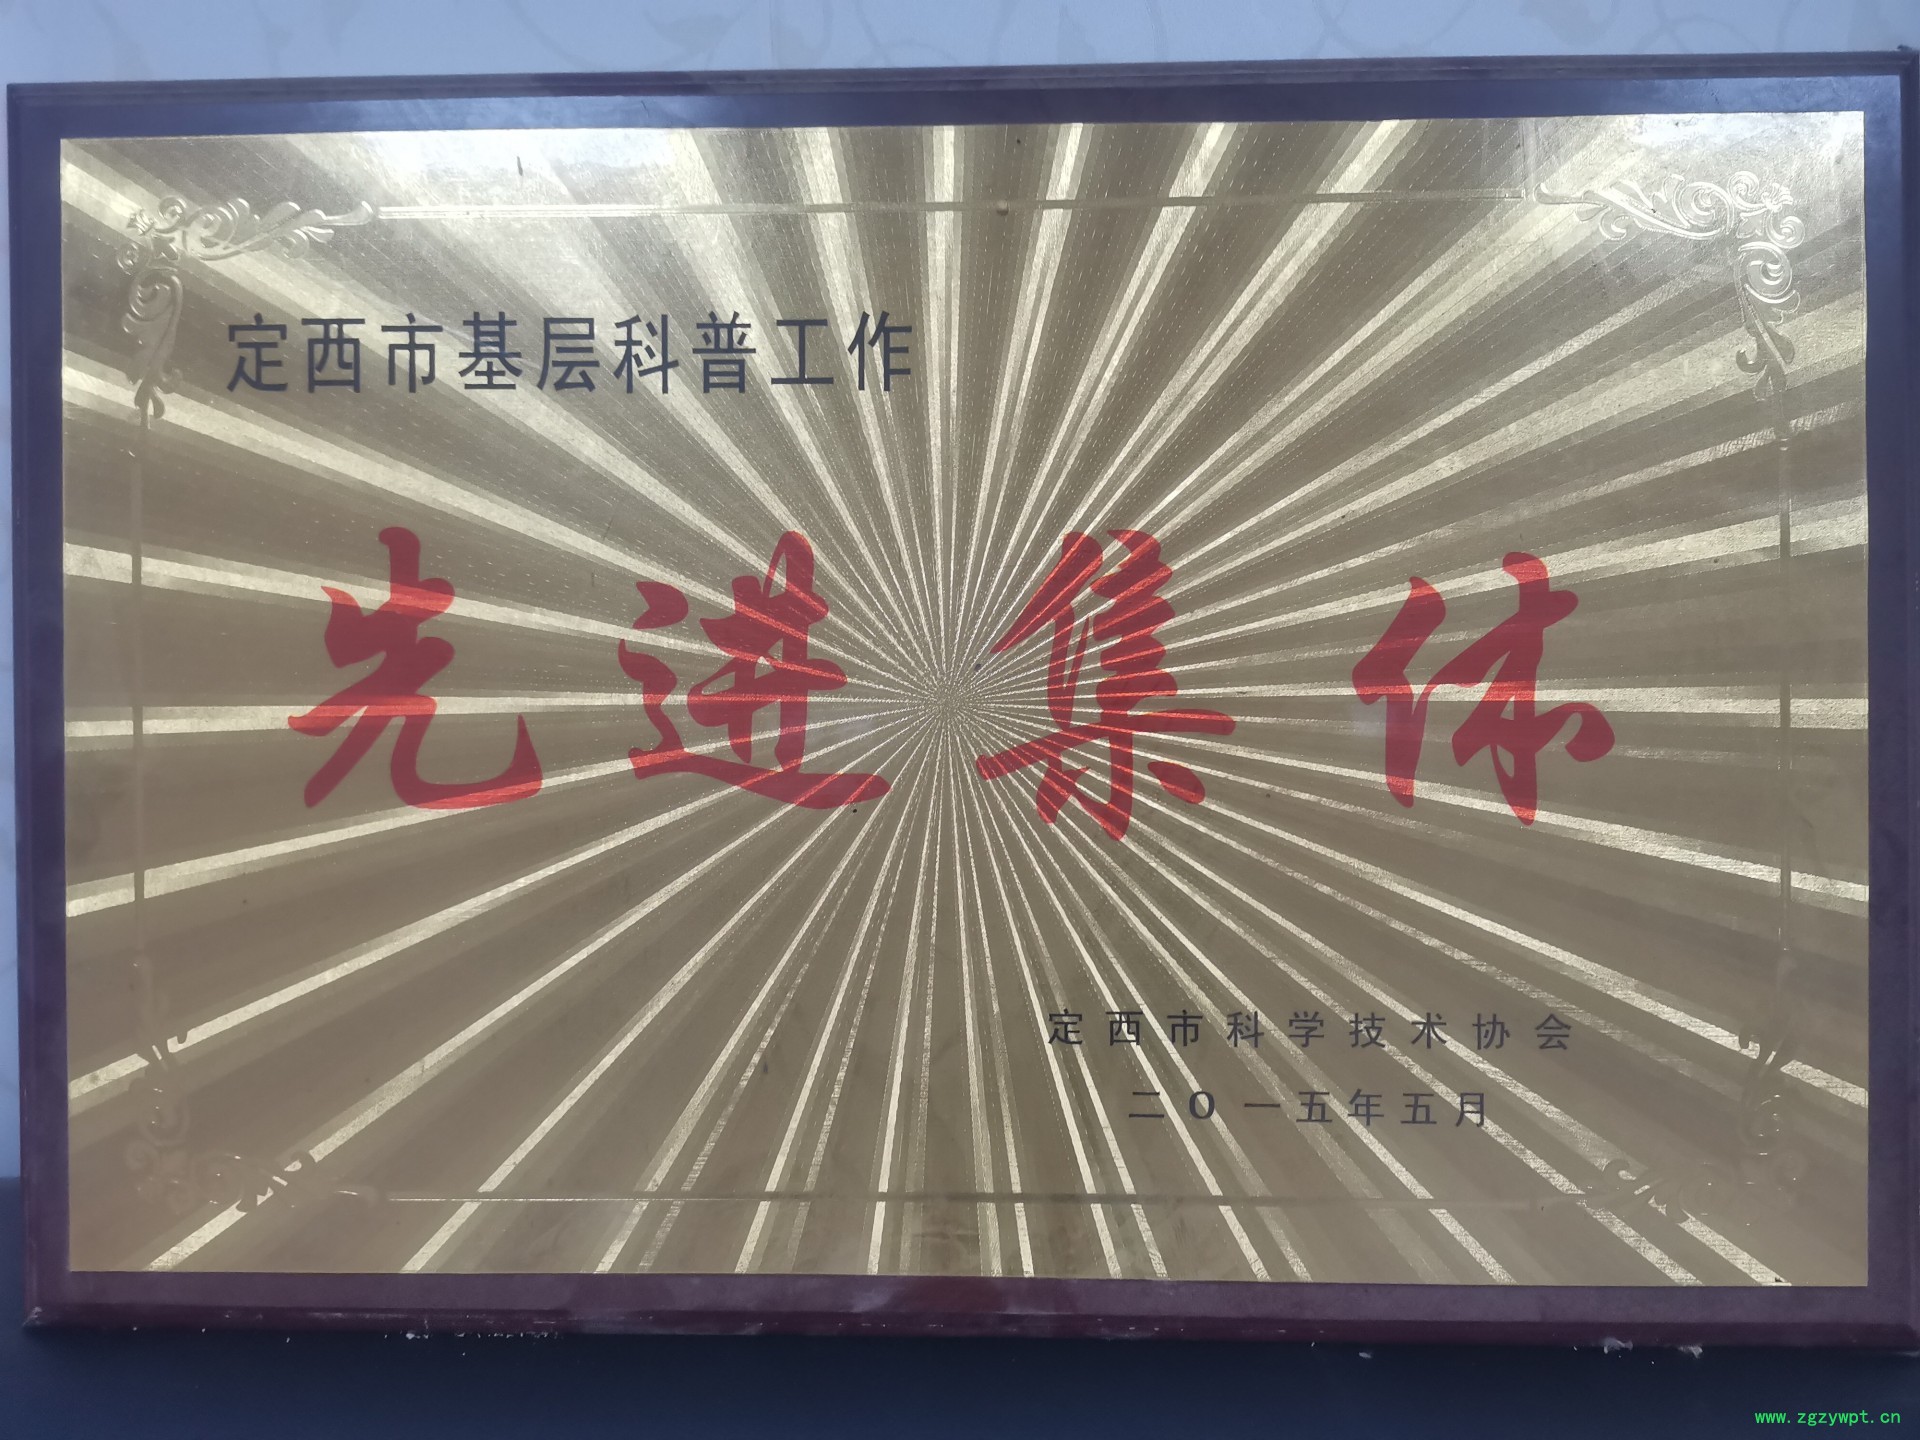 定西市基层科普工作
先进集体
定西市科学技术协会
二O一五年五月
www.zgzywpt.cn